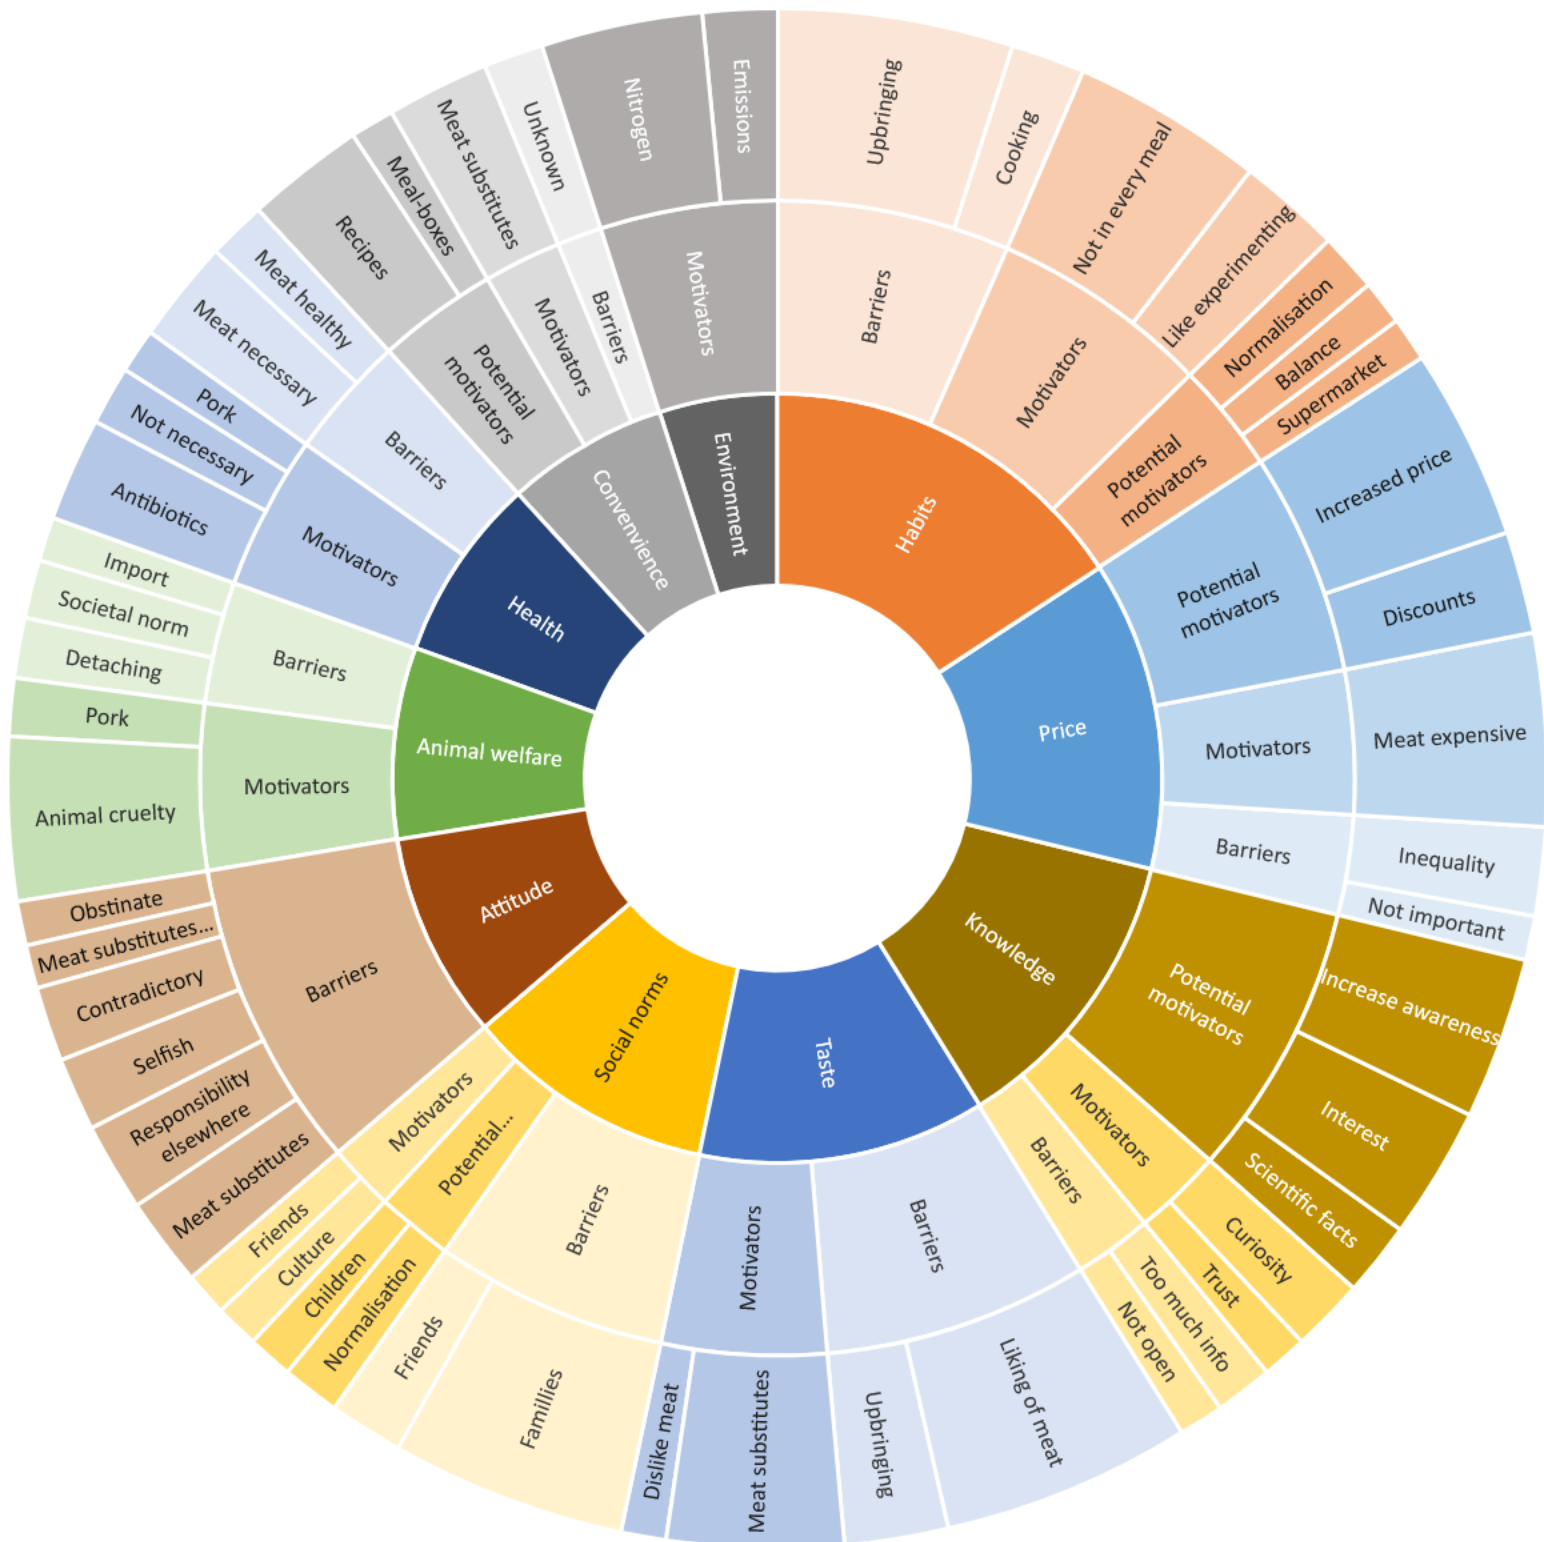 Habits
Barriers
Upbringing
Cooking
Motivators
Not in every meal
Like experimenting
Potential
motivators
Normalisation
Balance
Supermarket
Price
Potential
motivators
Increased price
Discounts
Motivators
Meat expensive
Barriers
Inequality
Not important
Knowledge
Potential
motivators
Increase awareness
Interest
Scientific facts
Motivators
Curiosity
Trust
Barriers
Too much info
Not open
Taste
Barriers
Liking of meat
Upbringing
Motivators
Meat substitutes
Dislike meat
Social norms
Barriers
Famillies
Friends
Potential...
Normalisation
Children
Motivators
Culture
Friends
Attitude
Barriers
Meat substitutes
Responsibility
elsewhere
Selfish
Contradictory
Meat substitutes...
Obstinate
Animal welfare
Motivators
Animal cruelty
Pork
Barriers
Detaching
Societal norm
Import
Health
Motivators
Antibiotics
Not necessary
Pork
Barriers
Meat necessary
Meat healthy
Convenience
Potential
motivators
Recipes
Meal-boxes
Motivators
Meat substitutes
Barriers
Unknown
Environment
Motivators
Nitrogen
Emissions